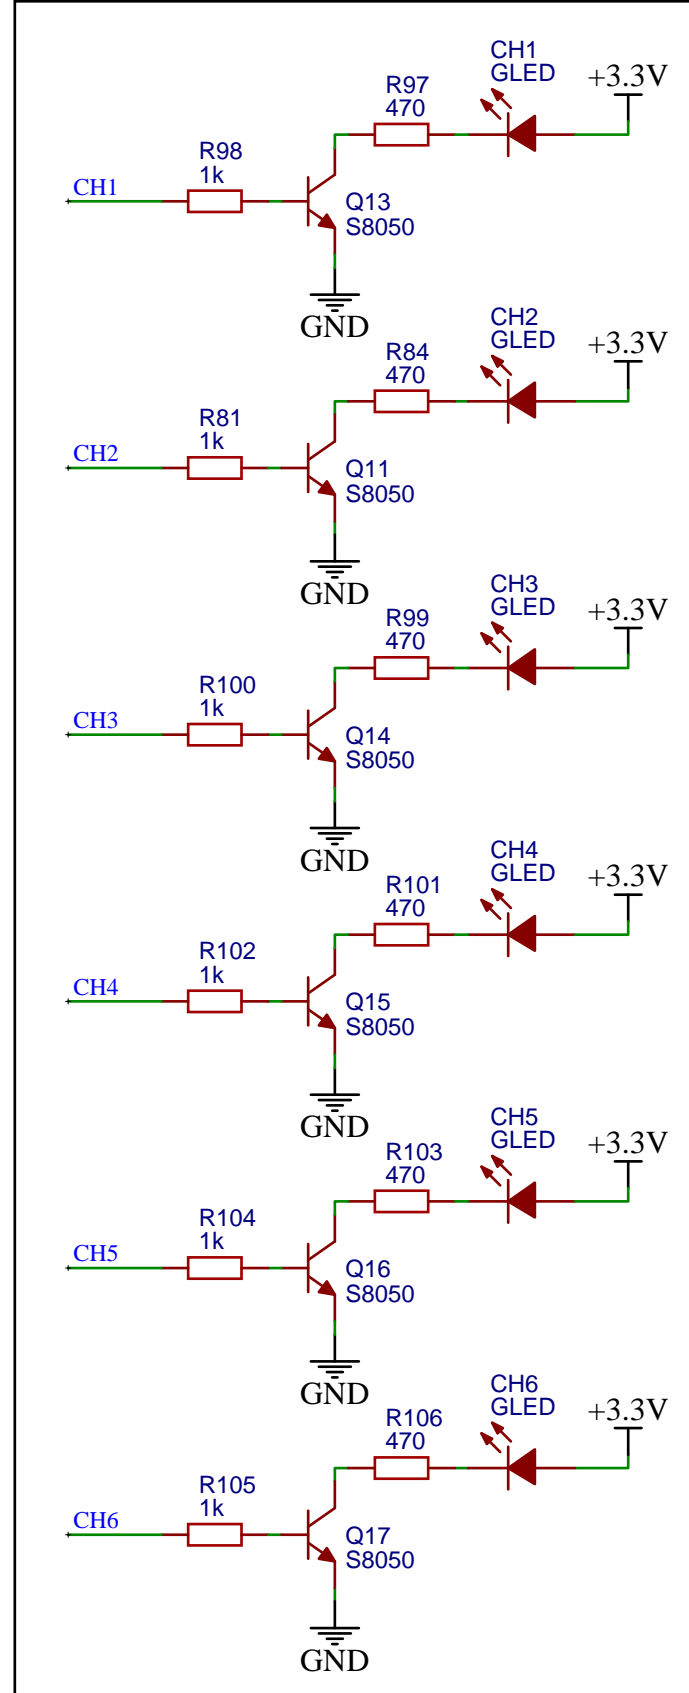 CH1
GLED
+3.3V
R97
470
R98
1k
CH1
Q13
S8050
GND
CH2
GLED
+3.3V
R84
470
R81
1k
CH2
Q11
S8050
GND
CH3
GLED
+3.3V
R99
470
R100
1k
CH3
Q14
S8050
GND
CH4
GLED
+3.3V
R101
470
R102
1k
CH4
Q15
S8050
GND
CH5
GLED
+3.3V
R103
470
R104
1k
CH5
Q16
S8050
GND
CH6
GLED
+3.3V
R106
470
R105
1k
CH6
Q17
S8050
GND